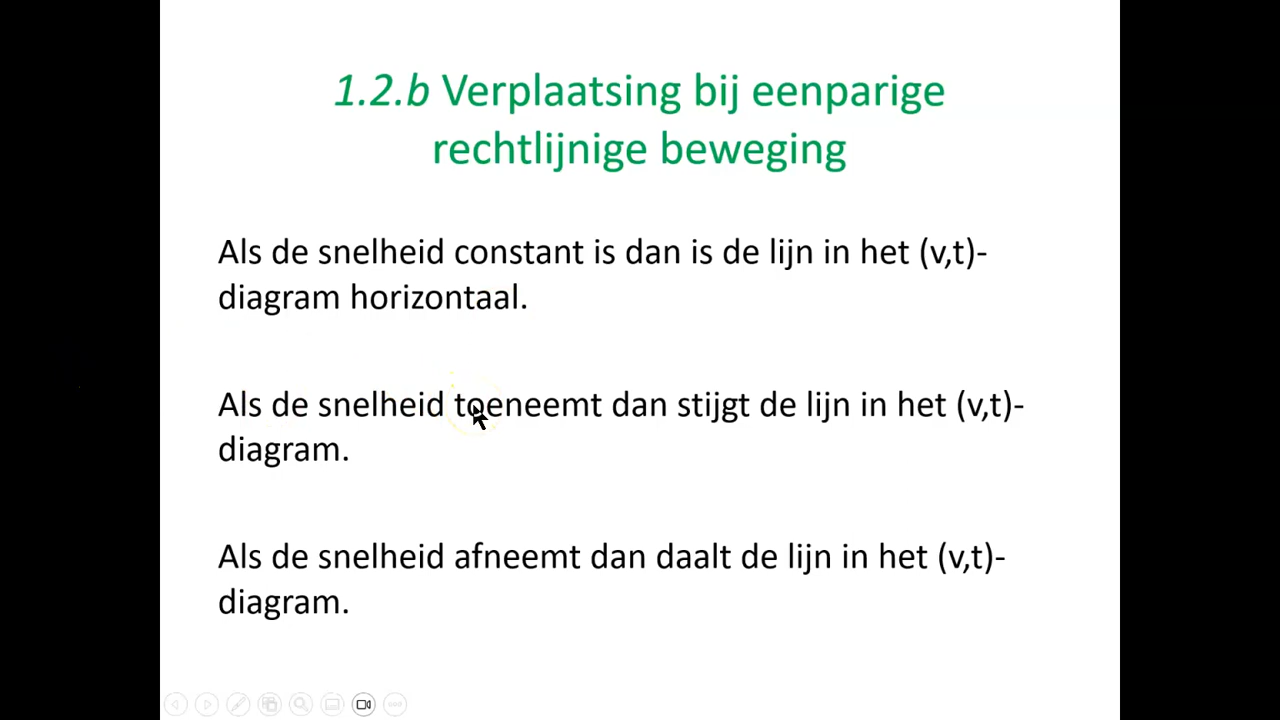 1.2.b Verplaatsing bij eenparige
rechtlijnige beweging
Als de snelheid constant is dan is de lijn in het (v,t)-
diagram horizontaal.
Als de snelheid toeneemt dan stijgt de lijn in het (v,t)-
diagram.
Als de snelheid afneemt dan daalt de lijn in het (v,t)-
diagram.